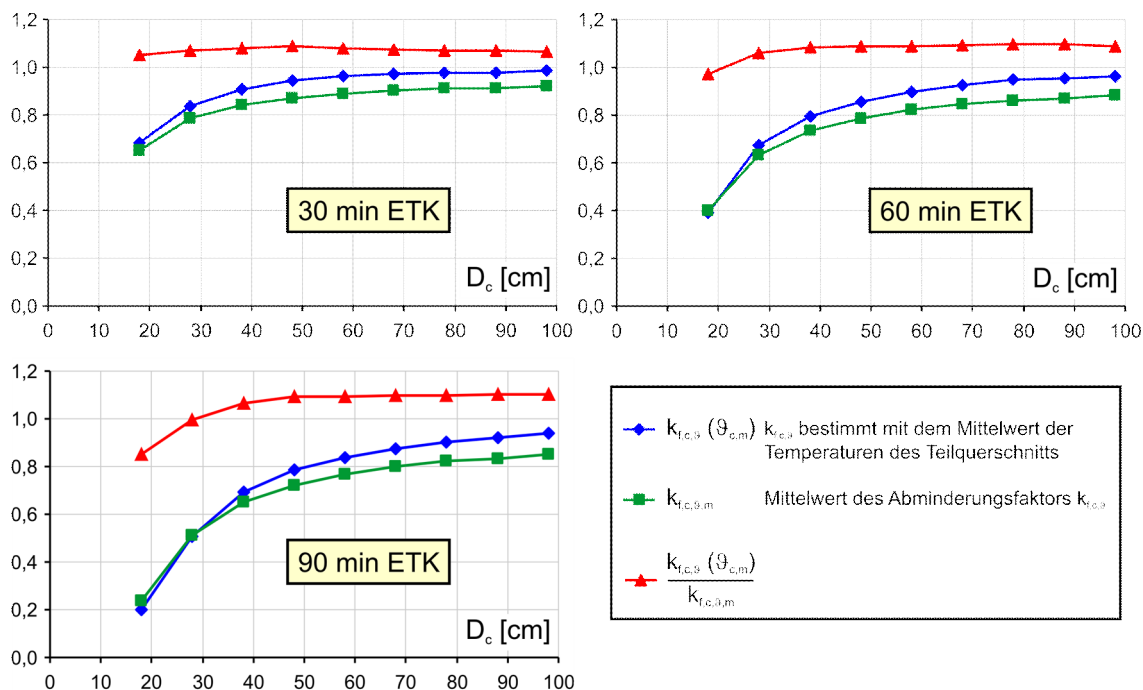 1,2
1,0
0,8
0,6
0,4
0,2
0,0
30 min ETK
D_c [cm]
0 10 20 30 40 50 60 70 80 90 100
1,2
1,0
0,8
0,6
0,4
0,2
0,0
60 min ETK
D_c [cm]
0 10 20 30 40 50 60 70 80 90 100
1,2
1,0
0,8
0,6
0,4
0,2
0,0
90 min ETK
D_c [cm]
0 10 20 30 40 50 60 70 80 90 100
k_f,c,ϑ (ϑ_c,m) k_f,c,ϑ bestimmt mit dem Mittelwert der
Temperaturen des Teilquerschnitts
k_f,c,ϑ,m Mittelwert des Abminderungsfaktors k_f,c,ϑ
k_f,c,ϑ (ϑ_c,m)
k_f,c,ϑ,m